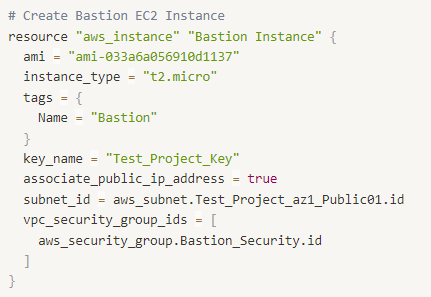 # Create Bastion EC2 Instance
resource "aws_instance" "Bastion Instance" {
  ami = "ami-033a6a056910d1137"
  instance_type = "t2.micro"
  tags = {
    Name = "Bastion"
  }
  key_name = "Test_Project_Key"
  associate_public_ip_address = true
  subnet_id = aws_subnet.Test_Project_az1_Public01.id
  vpc_security_group_ids = [
    aws_security_group.Bastion_Security.id
  ]
}